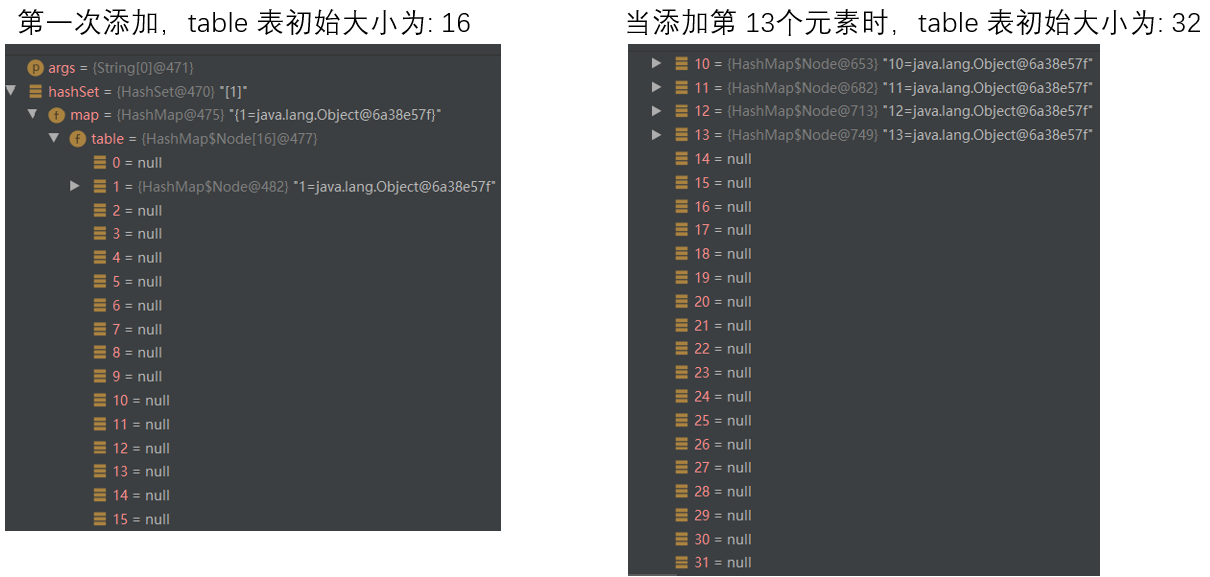 第一次添加，table 表初始大小为: 16
p args = {String[0]@471}
hashSet = {HashSet@470} "[1]"
f map = {HashMap@475} "{1=java.lang.Object@6a38e57f}"
f table = {HashMap$Node[16]@477}
0 = null
1 = {HashMap$Node@482} "1=java.lang.Object@6a38e57f"
2 = null
3 = null
4 = null
5 = null
6 = null
7 = null
8 = null
9 = null
10 = null
11 = null
12 = null
13 = null
14 = null
15 = null
当添加第 13个元素时，table 表初始大小为: 32
10 = {HashMap$Node@653} "10=java.lang.Object@6a38e57f"
11 = {HashMap$Node@682} "11=java.lang.Object@6a38e57f"
12 = {HashMap$Node@713} "12=java.lang.Object@6a38e57f"
13 = {HashMap$Node@749} "13=java.lang.Object@6a38e57f"
14 = null
15 = null
16 = null
17 = null
18 = null
19 = null
20 = null
21 = null
22 = null
23 = null
24 = null
25 = null
26 = null
27 = null
28 = null
29 = null
30 = null
31 = null